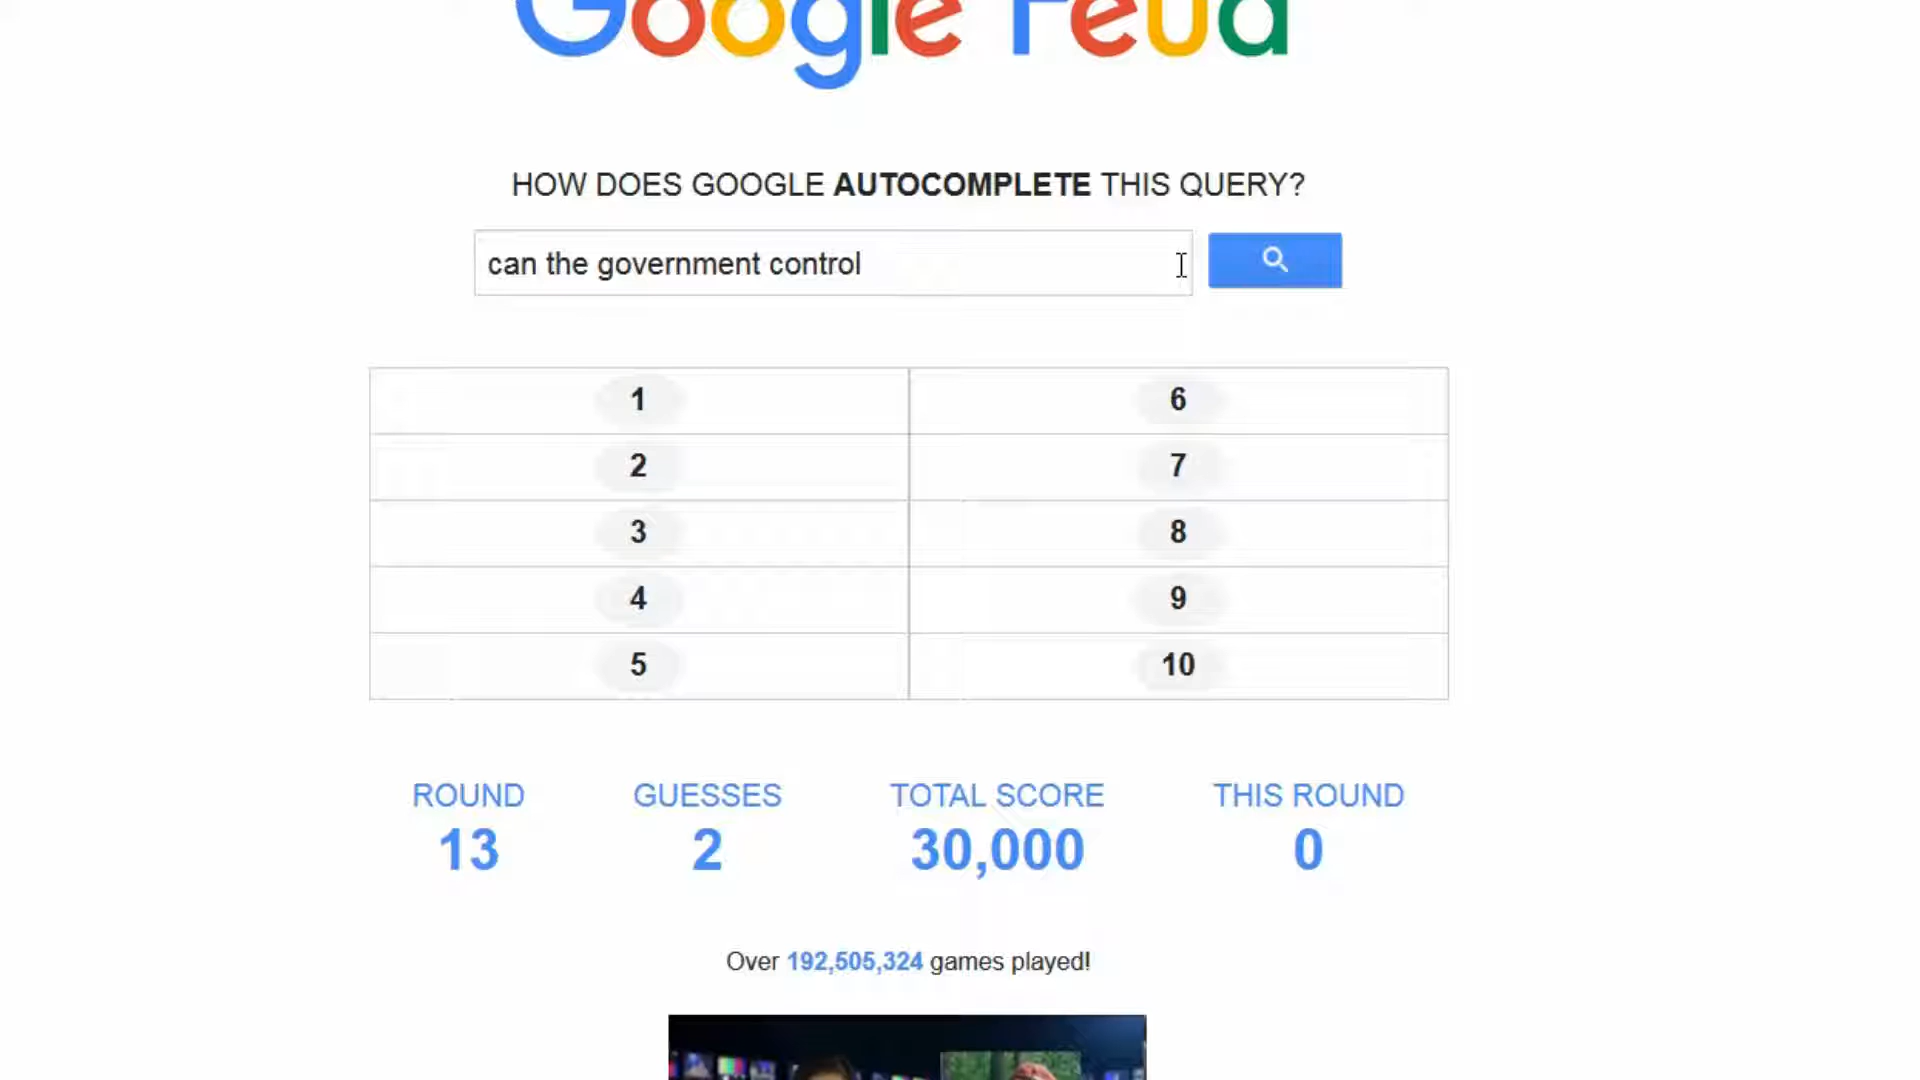 Google Feud
HOW DOES GOOGLE AUTOCOMPLETE THIS QUERY?
can the government control
1 6
2 7
3 8
4 9
5 10
ROUND GUESSES TOTAL SCORE THIS ROUND
13 2 30,000 0
Over 192,505,324 games played!